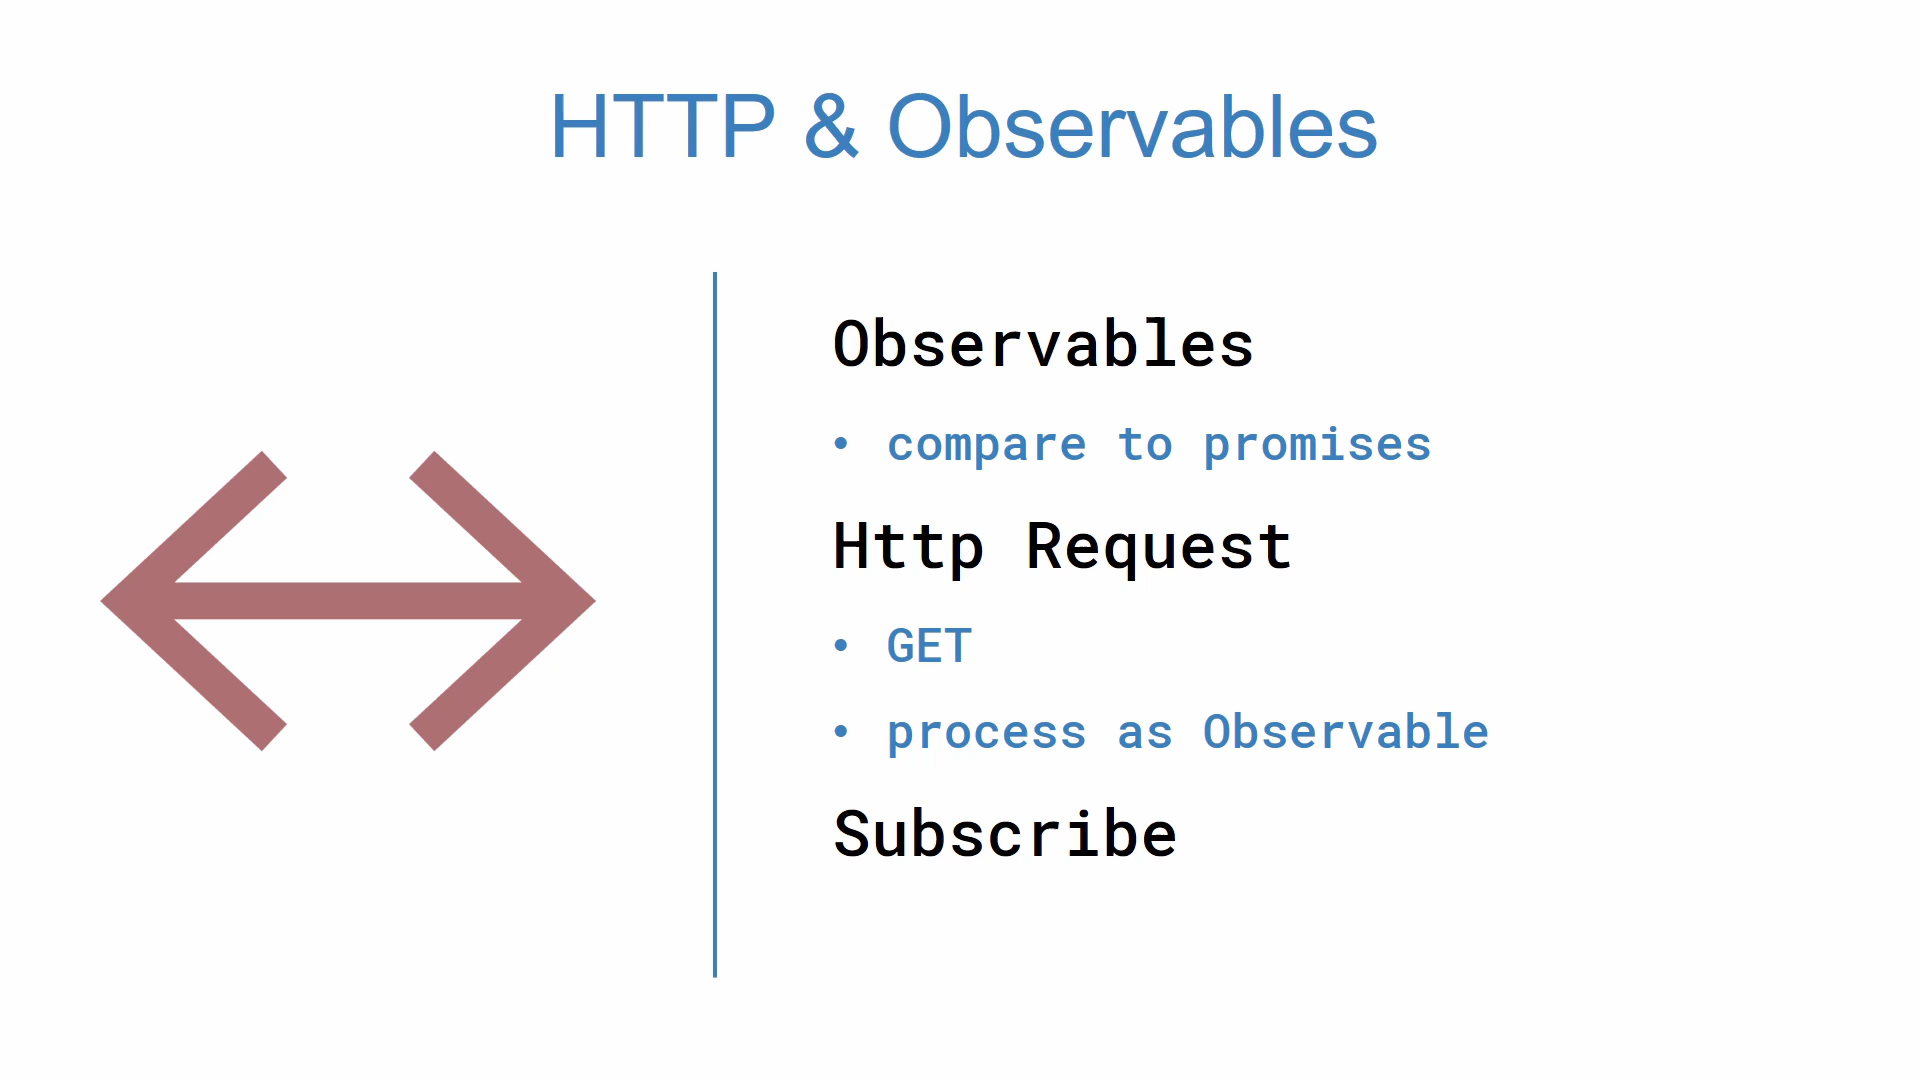 HTTP & Observables
Observables
• compare to promises
Http Request
• GET
• process as Observable
Subscribe